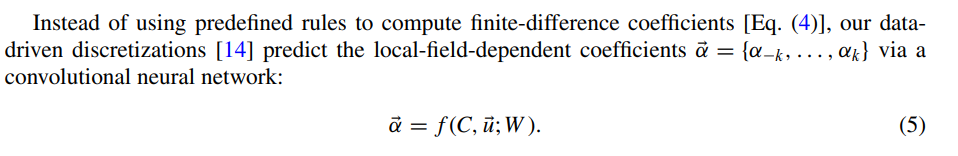 Instead of using predefined rules to compute finite-difference coefficients [Eq. (4)], our data-
driven discretizations [14] predict the local-field-dependent coefficients α⃗ = {α₋ₖ, . . . , αₖ} via a
convolutional neural network:
α⃗ = f(C, u⃗; W). (5)